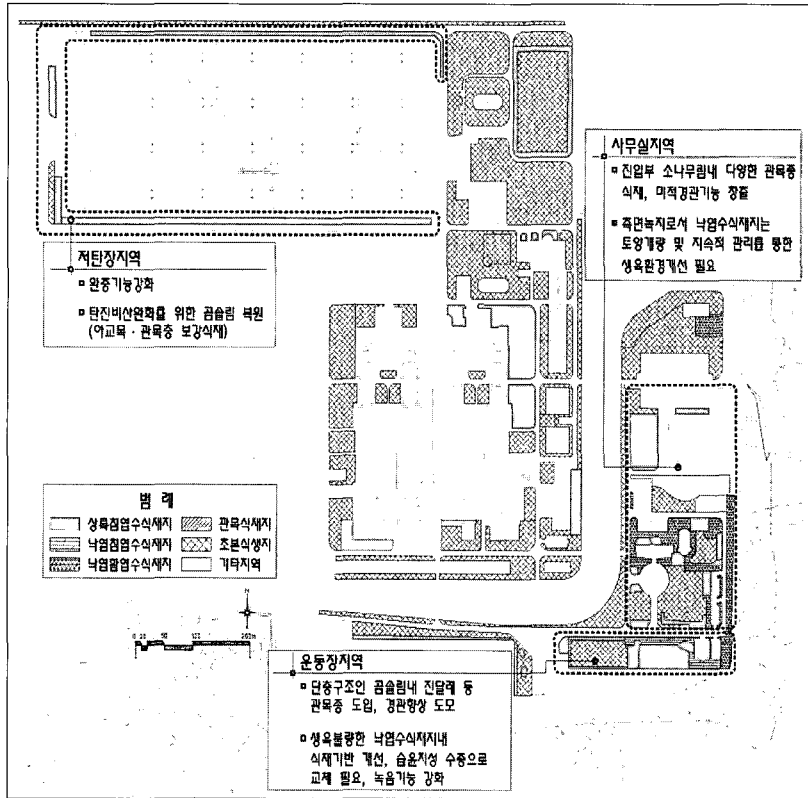 사무실지역
▫ 진입부 소나무림내 다양한 관목종
식재, 미적경관기능 창출
▫ 측면녹지로서 낙엽수식재지는
토양개량 및 지속적 관리를 통한
생육환경개선 필요
저탄장지역
▫ 완충기능강화
▫ 탄진비산완화를 위한 곰솔림 복원
(아교목 · 관목층 보강식재)
범 례
상록침엽수식재지
관목식재지
낙엽침엽수식재지
초본식생지
낙엽활엽수식재지
기타지역
N
0 25 50 200m
운동장지역
▫ 단층구조인 곰솔림내 진달래 등
관목종 도입, 경관향상 도모
▫ 생육불량한 낙엽수식재지내
식재기반 개선, 습윤지성 수종으로
교체 필요, 녹음기능 강화